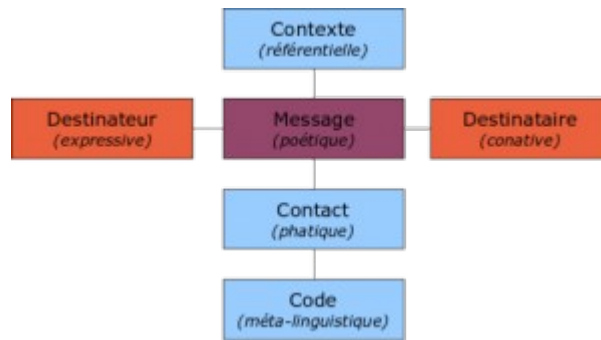 Contexte
(référentielle)
Destinateur
(expressive)
Message
(poétique)
Destinataire
(conative)
Contact
(phatique)
Code
(méta-linguistique)